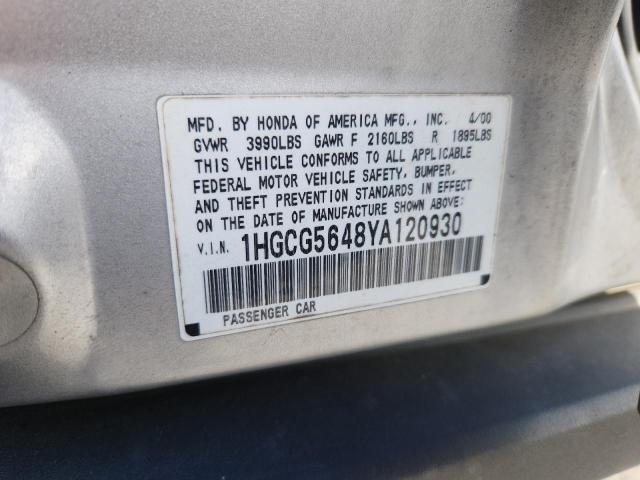 MFD. BY HONDA OF AMERICA MFG., INC. 4/00
GVWR 3990LBS GAWR F 2160LBS R 1895LBS
THIS VEHICLE CONFORMS TO ALL APPLICABLE
FEDERAL MOTOR VEHICLE SAFETY, BUMPER,
AND THEFT PREVENTION STANDARDS IN EFFECT
ON THE DATE OF MANUFACTURE SHOWN ABOVE:
V.I.N. 1HGCG5648YA120930
PASSENGER CAR